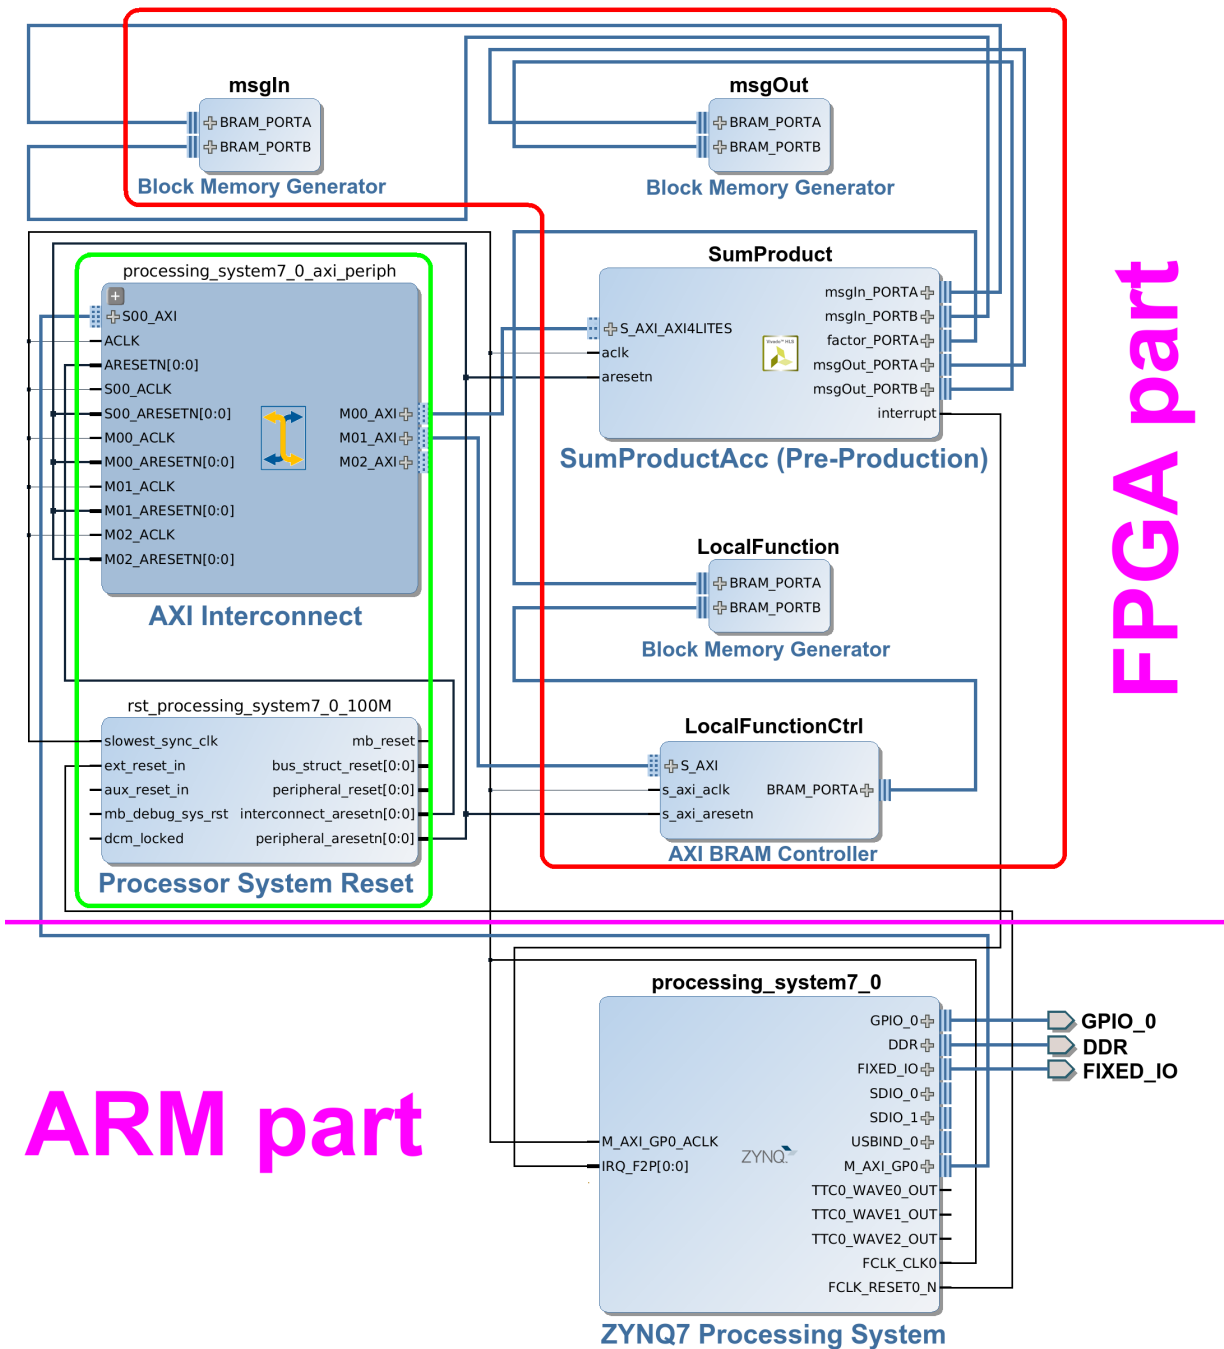 msgIn
BRAM_PORTA
BRAM_PORTB
Block Memory Generator
msgOut
BRAM_PORTA
BRAM_PORTB
Block Memory Generator
processing_system7_0_axi_periph
S00_AXI
ACLK
ARESETN[0:0]
S00_ACLK
S00_ARESETN[0:0]
M00_ACLK
M00_ARESETN[0:0]
M01_ACLK
M01_ARESETN[0:0]
M02_ACLK
M02_ARESETN[0:0]
M00_AXI
M01_AXI
M02_AXI
AXI Interconnect
SumProduct
S_AXI_AXI4LITES
aclk
aresetn
Vivado™ HLS
msgIn_PORTA
msgIn_PORTB
factor_PORTA
msgOut_PORTA
msgOut_PORTB
interrupt
SumProductAcc (Pre-Production)
FPGA part
LocalFunction
BRAM_PORTA
BRAM_PORTB
Block Memory Generator
rst_processing_system7_0_100M
slowest_sync_clk
ext_reset_in
aux_reset_in
mb_debug_sys_rst
dcm_locked
mb_reset
bus_struct_reset[0:0]
peripheral_reset[0:0]
interconnect_aresetn[0:0]
peripheral_aresetn[0:0]
Processor System Reset
LocalFunctionCtrl
S_AXI
s_axi_aclk
s_axi_aresetn
BRAM_PORTA
AXI BRAM Controller
ARM part
processing_system7_0
M_AXI_GP0_ACLK
IRQ_F2P[0:0]
ZYNQ
GPIO_0
DDR
FIXED_IO
SDIO_0
SDIO_1
USBIND_0
M_AXI_GP0
TTC0_WAVE0_OUT
TTC0_WAVE1_OUT
TTC0_WAVE2_OUT
FCLK_CLK0
FCLK_RESET0_N
GPIO_0
DDR
FIXED_IO
ZYNQ7 Processing System